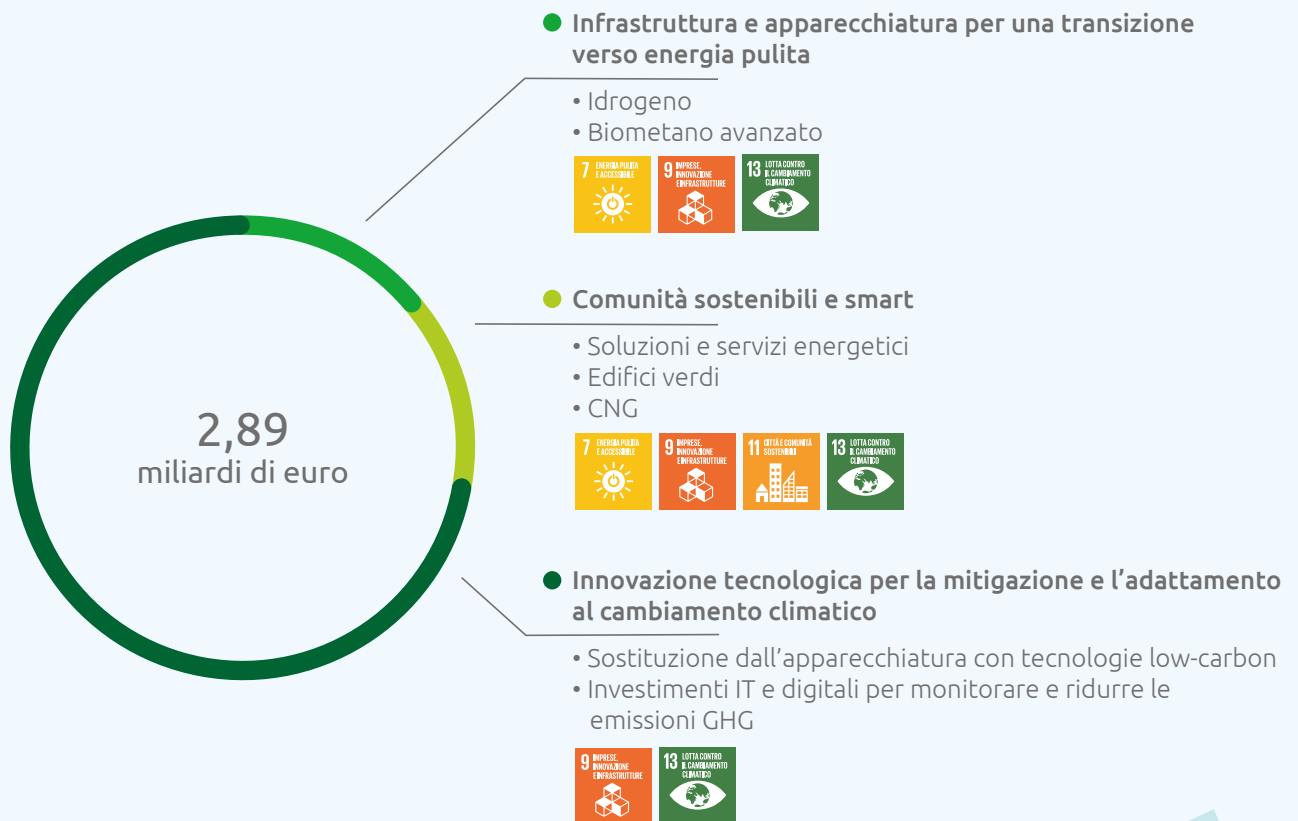 Infrastruttura e apparecchiatura per una transizione
verso energia pulita
• Idrogeno
• Biometano avanzato
7 ENERGIA PULITA
E ACCESSIBILE
9 IMPRESE,
INNOVAZIONE
E INFRASTRUTTURE
13 LOTTA CONTRO
IL CAMBIAMENTO
CLIMATICO
Comunità sostenibili e smart
• Soluzioni e servizi energetici
• Edifici verdi
• CNG
7 ENERGIA PULITA
E ACCESSIBILE
9 IMPRESE,
INNOVAZIONE
E INFRASTRUTTURE
11 CITTÀ E COMUNITÀ
SOSTENIBILI
13 LOTTA CONTRO
IL CAMBIAMENTO
CLIMATICO
2,89
miliardi di euro
Innovazione tecnologica per la mitigazione e l’adattamento
al cambiamento climatico
• Sostituzione dall’apparecchiatura con tecnologie low-carbon
• Investimenti IT e digitali per monitorare e ridurre le
emissioni GHG
9 IMPRESE,
INNOVAZIONE
E INFRASTRUTTURE
13 LOTTA CONTRO
IL CAMBIAMENTO
CLIMATICO